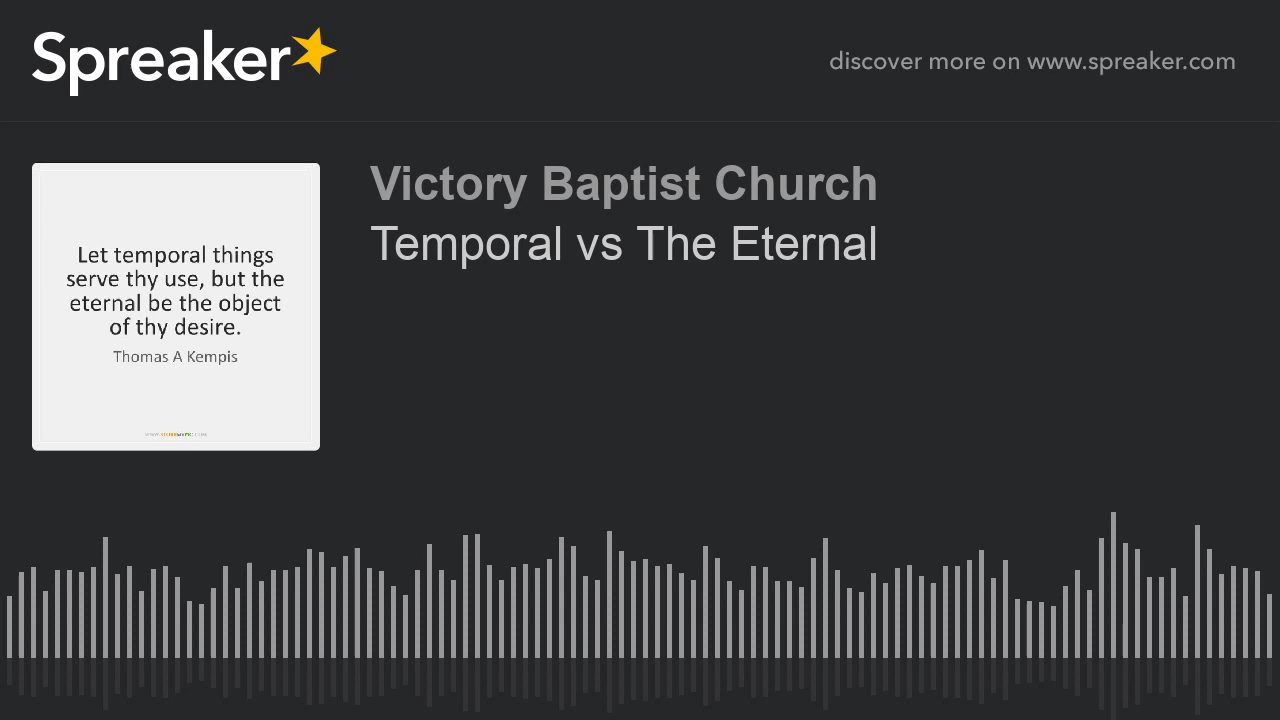 Spreaker
discover more on www.spreaker.com
Victory Baptist Church
Temporal vs The Eternal
Let temporal things
serve thy use, but the
eternal be the object
of thy desire.
Thomas A Kempis